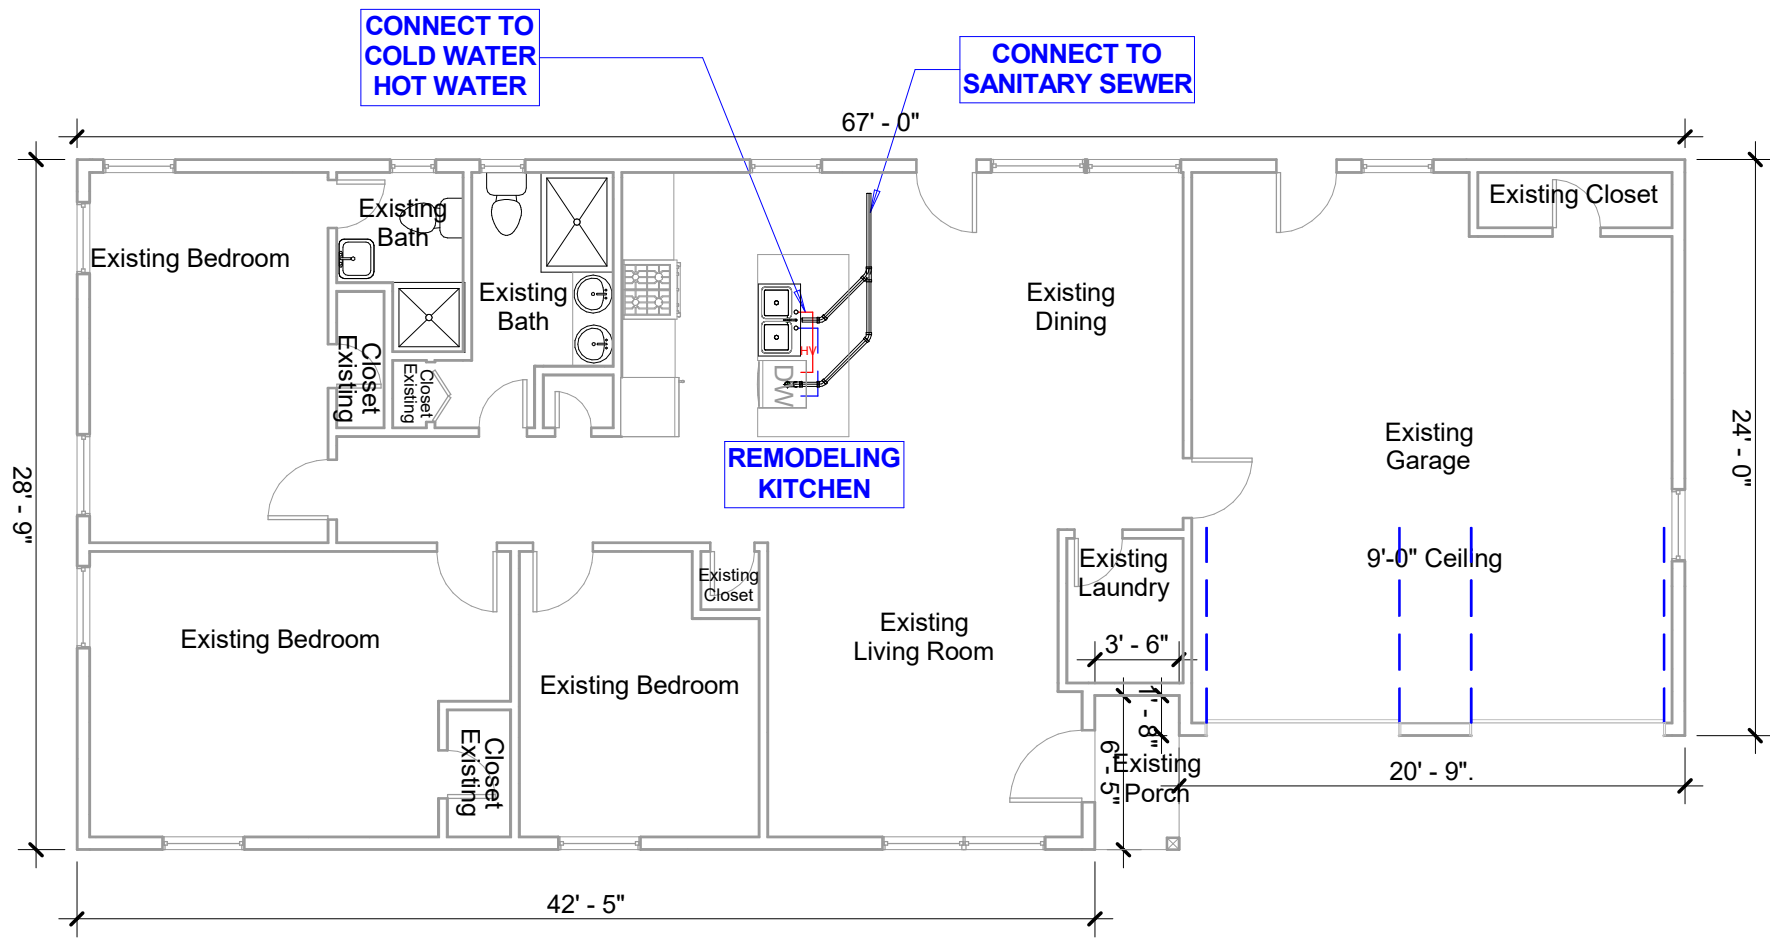 CONNECT TO
COLD WATER
HOT WATER
CONNECT TO
SANITARY SEWER
67' - 0"
Existing Closet
Existing
Bath
Existing Bedroom
Existing
Bath
Existing
Dining
Closet
Existing
Closet
Existing
HV
DW
REMODELING
KITCHEN
Existing
Garage
24' - 0"
28' - 9"
9'-0" Ceiling
Existing
Laundry
Existing
Closet
Existing Bedroom
Existing
Living Room
3' - 6"
Existing Bedroom
1' - 8"
6' - 5"
Existing
Porch
Closet
Existing
20' - 9".
42' - 5"